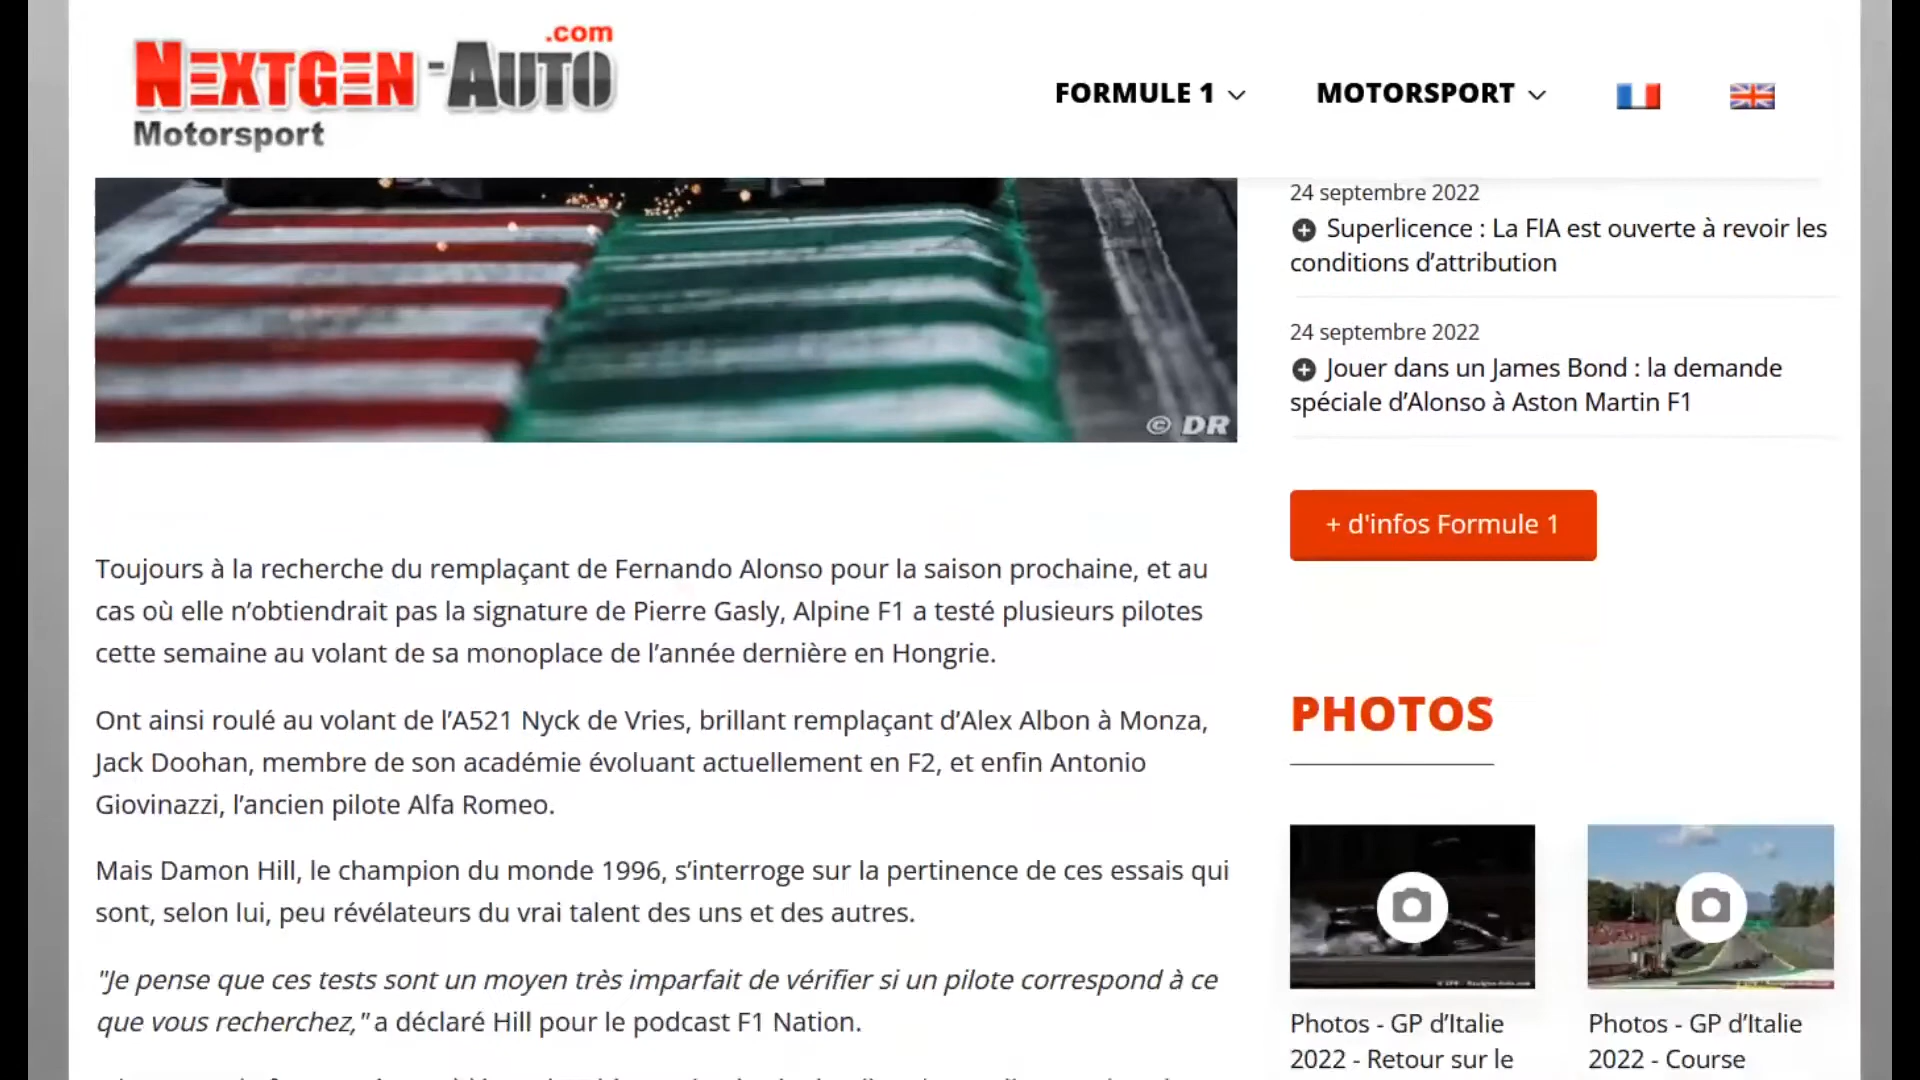 NEXTGEN-AUTO
.com
Motorsport
FORMULE 1
MOTORSPORT
© DR
Toujours à la recherche du remplaçant de Fernando Alonso pour la saison prochaine, et au
cas où elle n’obtiendrait pas la signature de Pierre Gasly, Alpine F1 a testé plusieurs pilotes
cette semaine au volant de sa monoplace de l’année dernière en Hongrie.
Ont ainsi roulé au volant de l’A521 Nyck de Vries, brillant remplaçant d’Alex Albon à Monza,
Jack Doohan, membre de son académie évoluant actuellement en F2, et enfin Antonio
Giovinazzi, l’ancien pilote Alfa Romeo.
Mais Damon Hill, le champion du monde 1996, s’interroge sur la pertinence de ces essais qui
sont, selon lui, peu révélateurs du vrai talent des uns et des autres.
"Je pense que ces tests sont un moyen très imparfait de vérifier si un pilote correspond à ce
que vous recherchez," a déclaré Hill pour le podcast F1 Nation.
24 septembre 2022
Superlicence : La FIA est ouverte à revoir les
conditions d’attribution
24 septembre 2022
Jouer dans un James Bond : la demande
spéciale d’Alonso à Aston Martin F1
+ d'infos Formule 1
PHOTOS
Photos - GP d’Italie
2022 - Retour sur le
Photos - GP d’Italie
2022 - Course